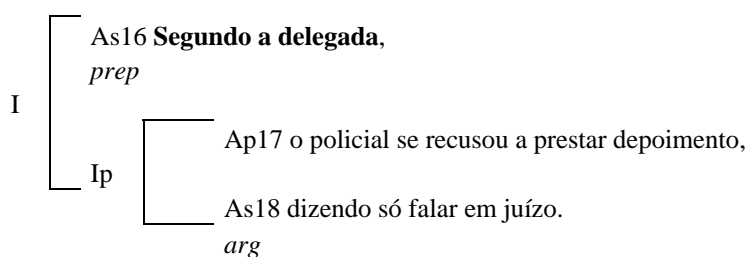 As16 Segundo a delegada,
prep
I
Ap17 o policial se recusou a prestar depoimento,
Ip
As18 dizendo só falar em juízo.
arg